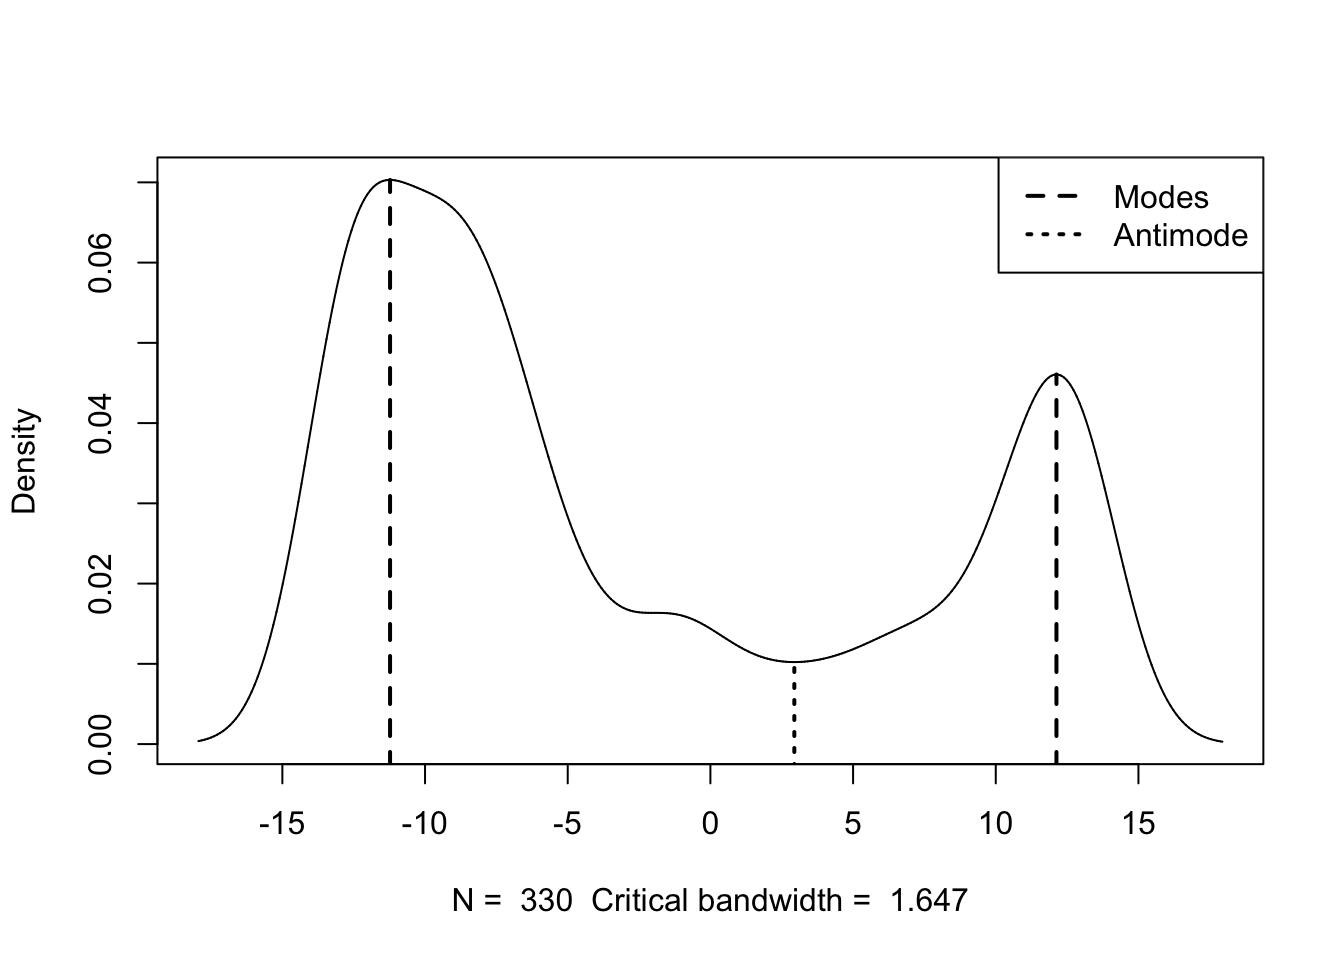 Modes
Antimode
Density
0.00
0.02
0.04
0.06
-15
-10
-5
0
5
10
15
N =  330  Critical bandwidth =  1.647